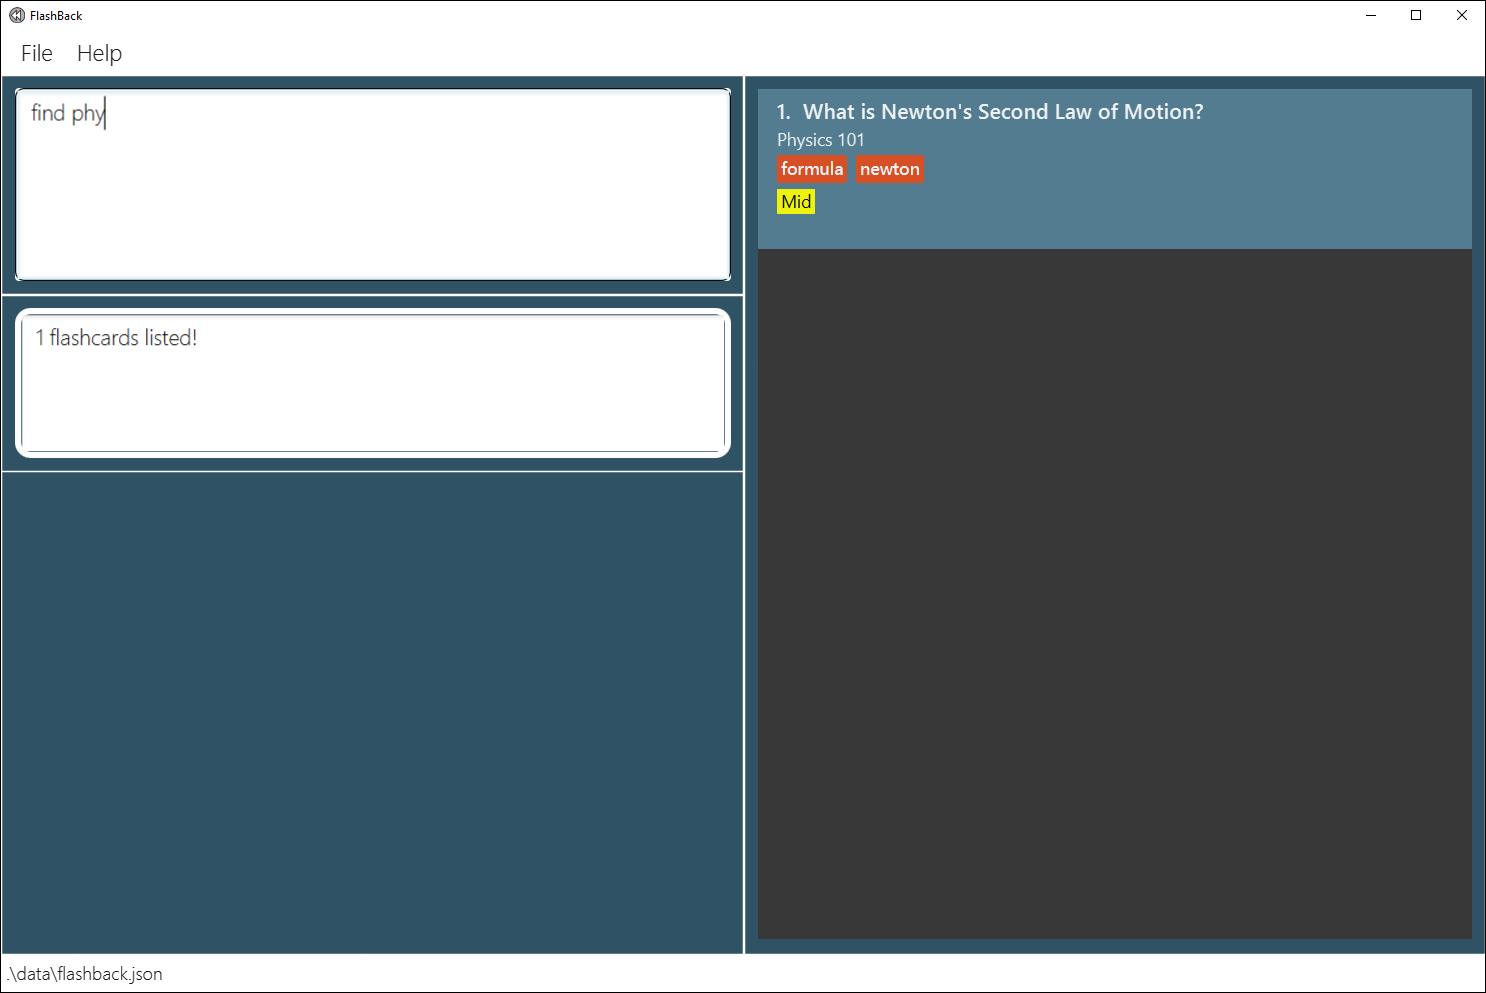 FlashBack
File Help
find phy
1 flashcards listed!
1. What is Newton's Second Law of Motion?
Physics 101
formula newton
Mid
.\data\flashback.json